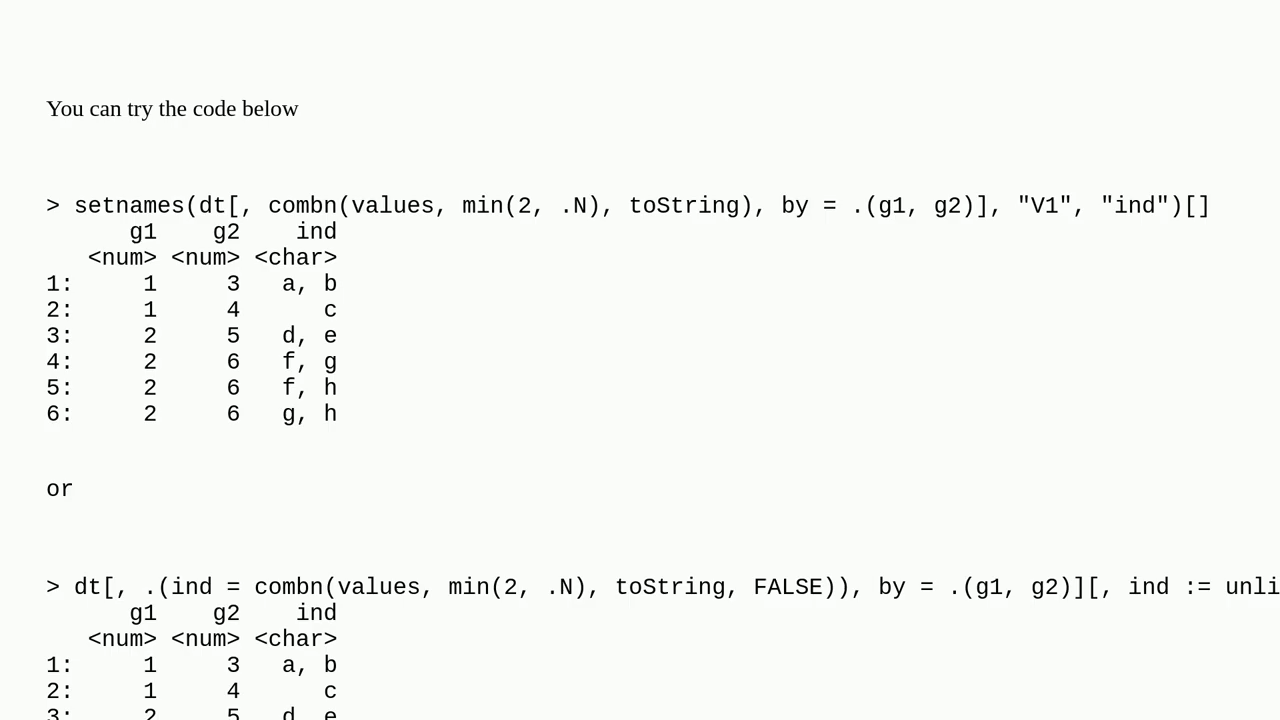 You can try the code below
> setnames(dt[, combn(values, min(2, .N), toString), by = .(g1, g2)], "V1", "ind")[]
      g1    g2    ind
   <num> <num> <char>
1:     1     3   a, b
2:     1     4      c
3:     2     5   d, e
4:     2     6   f, g
5:     2     6   f, h
6:     2     6   g, h
or
> dt[, .(ind = combn(values, min(2, .N), toString, FALSE)), by = .(g1, g2)][, ind := unli
      g1    g2    ind
   <num> <num> <char>
1:     1     3   a, b
2:     1     4      c
3:     2     5   d, e